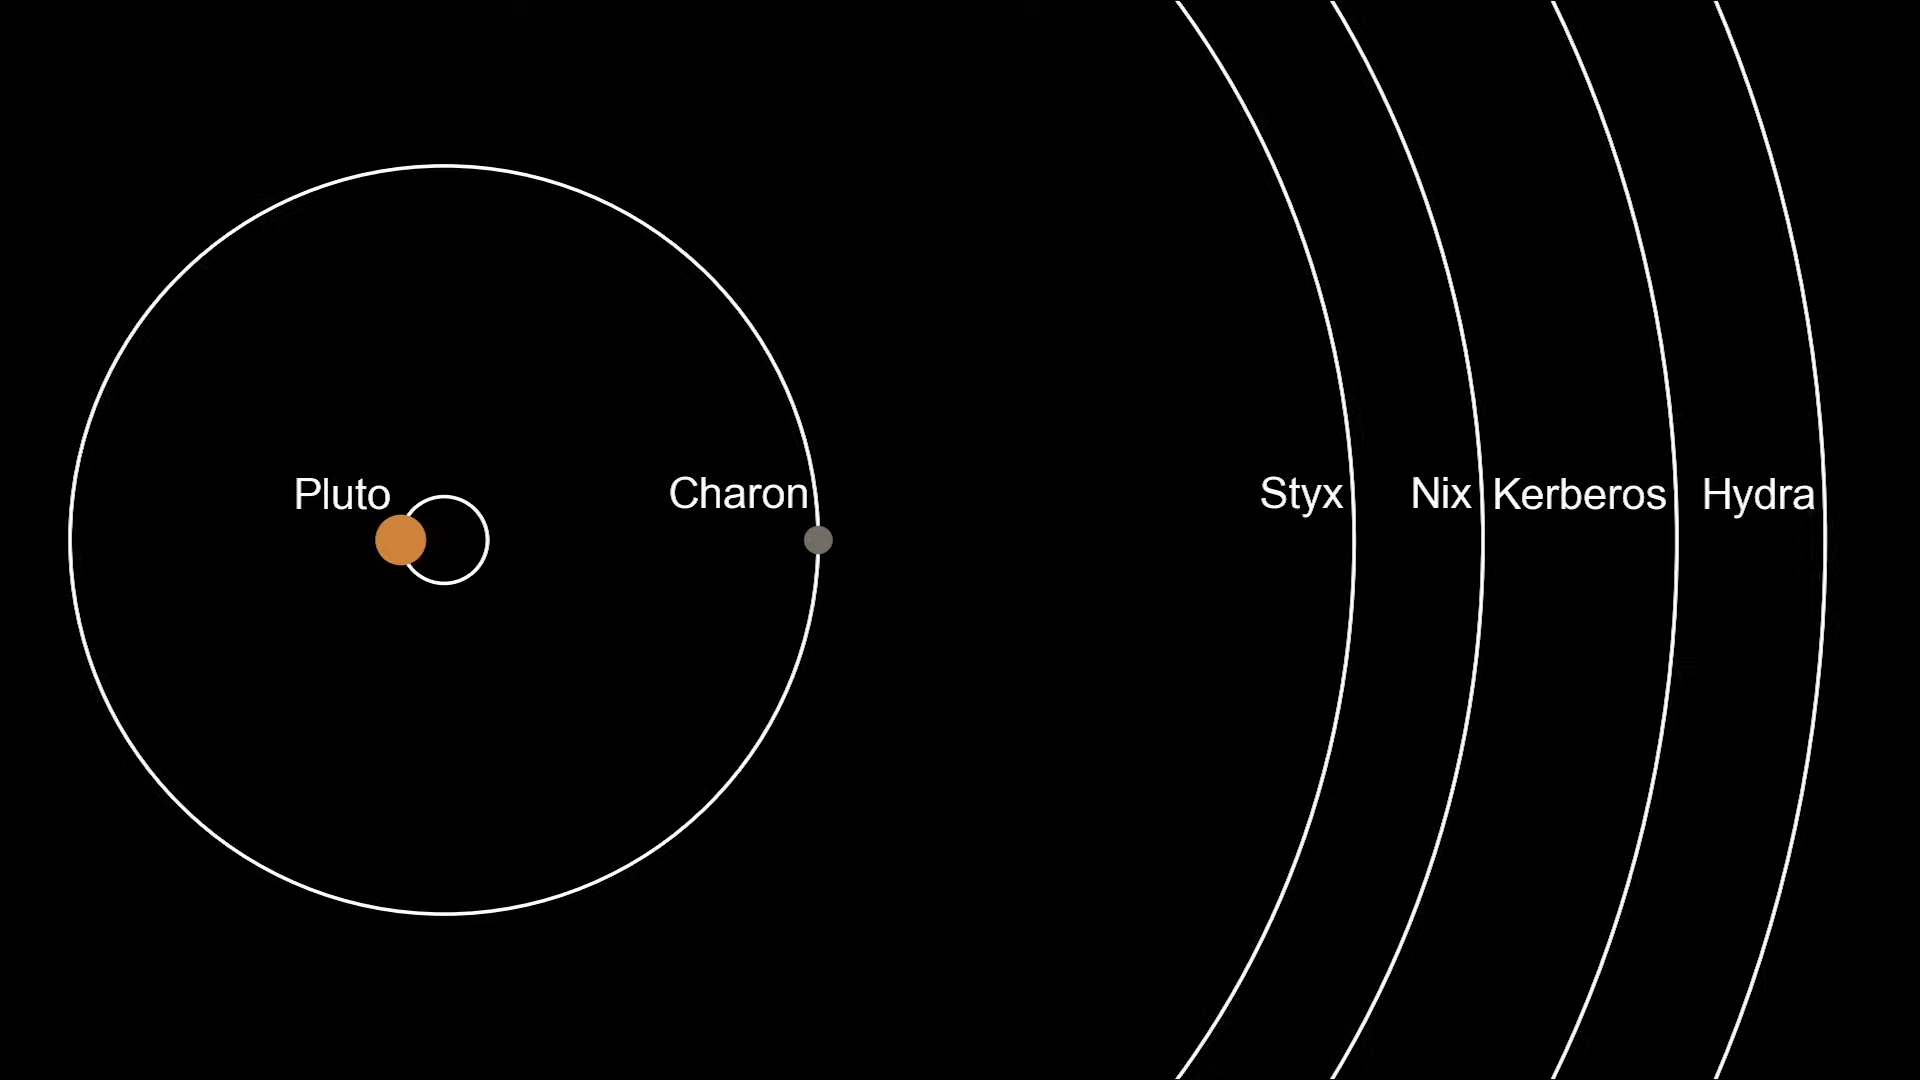 Pluto
Charon
Styx
Nix
Kerberos
Hydra